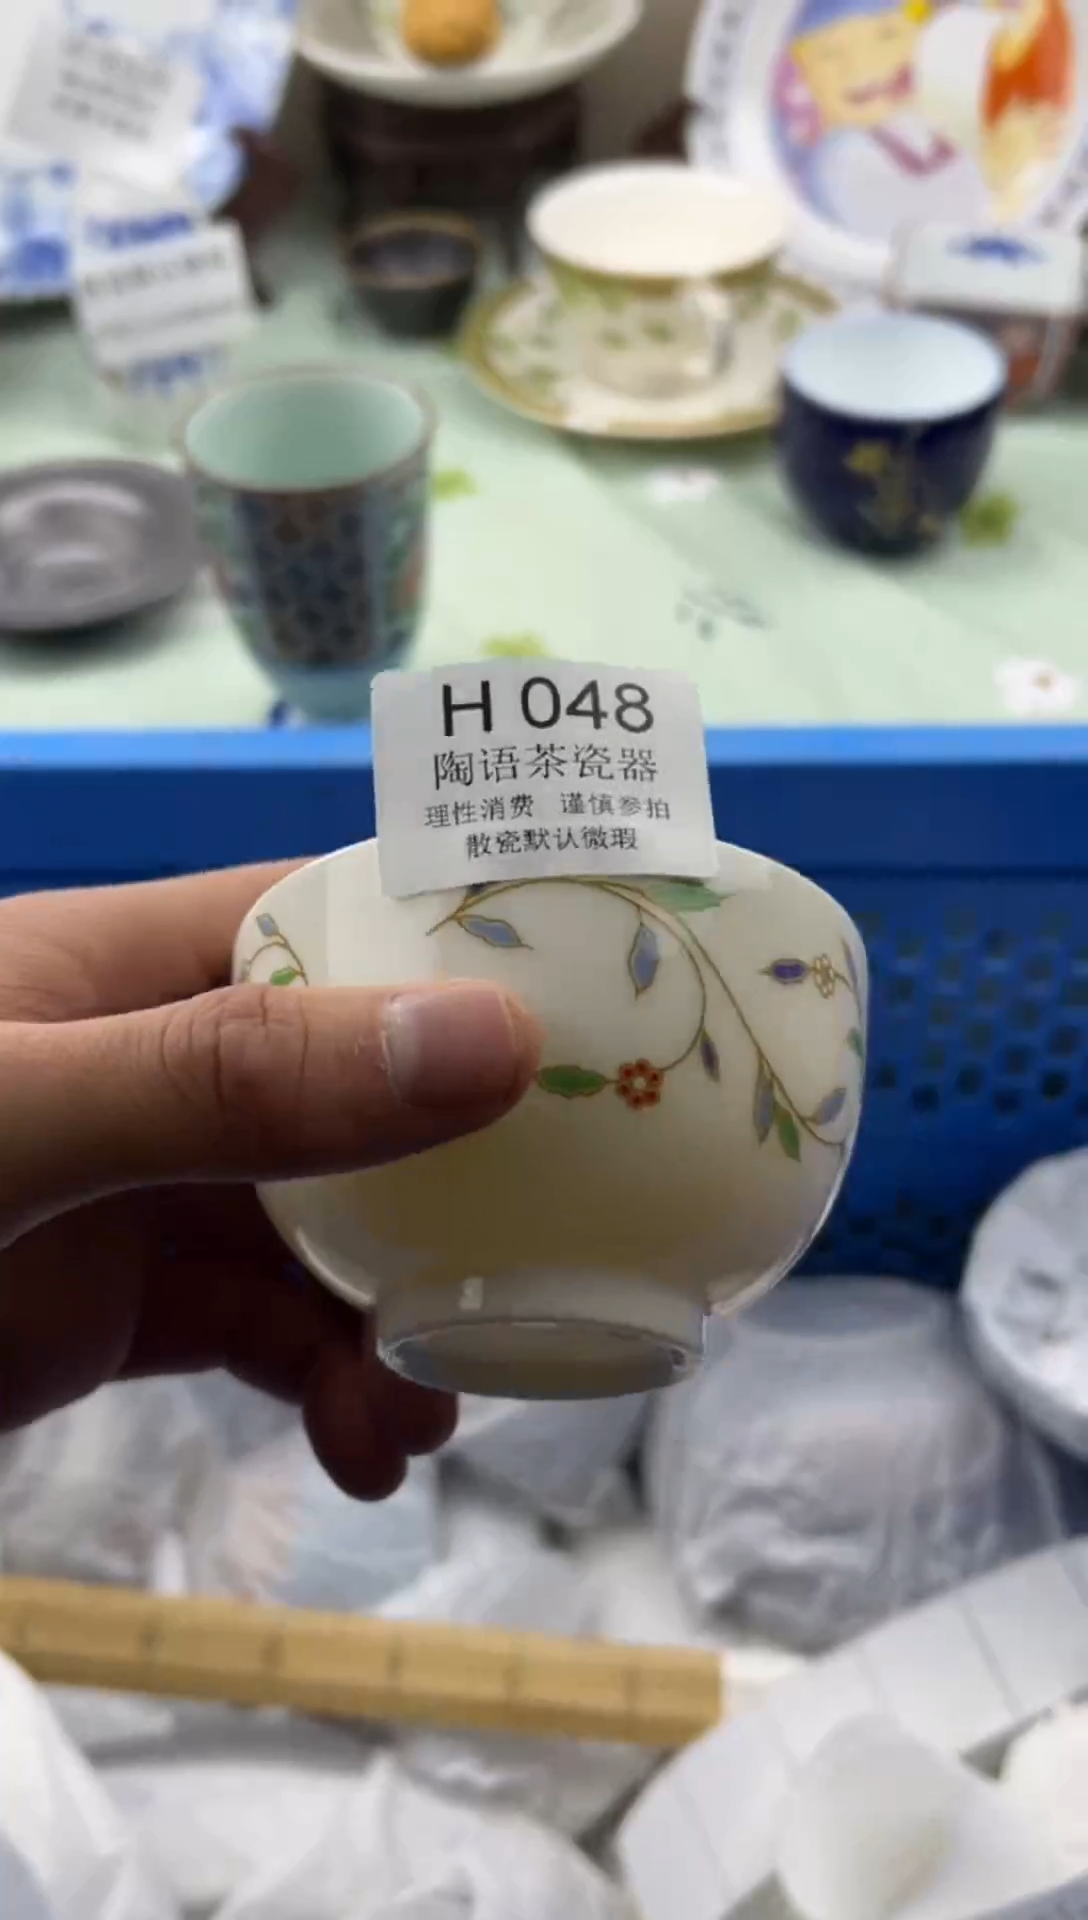 H 048
陶语茶瓷器
理性消费 谨慎参拍
散瓷默认微瑕